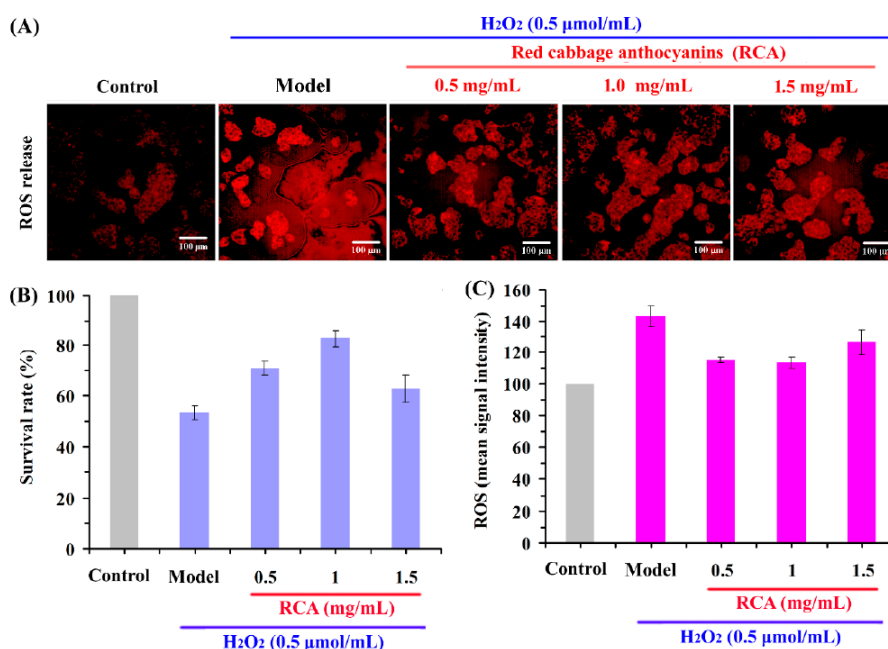 (A)
H₂O₂ (0.5 μmol/mL)
Red cabbage anthocyanins (RCA)
Control
Model
0.5 mg/mL
1.0 mg/mL
1.5 mg/mL
ROS release
100 μm
100 μm
100 μm
100 μm
100 μm
(B)
Survival rate (%)
100
80
60
40
20
0
Control
Model
0.5
1
1.5
RCA (mg/mL)
H₂O₂ (0.5 μmol/mL)
(C)
ROS (mean signal intensity)
160
140
120
100
80
60
40
20
0
Control
Model
0.5
1
1.5
RCA (mg/mL)
H₂O₂ (0.5 μmol/mL)